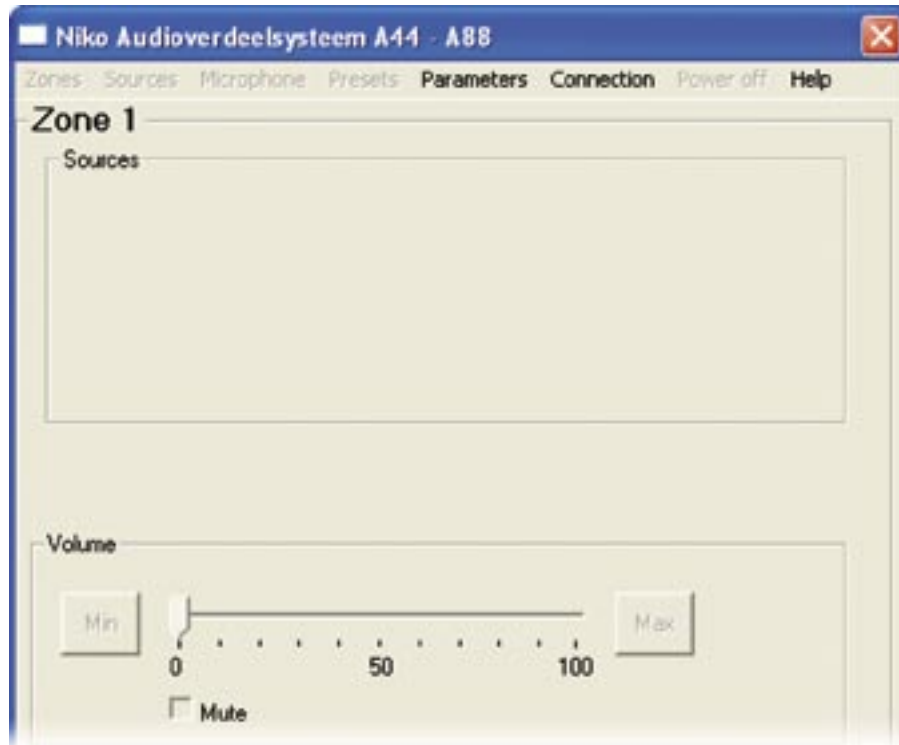 Niko Audioverdeelsysteem A44 - A88
Zones Sources Microphone Presets Parameters Connection Power off Help
Zone 1
Sources
Volume
Min Max
0 50 100
Mute